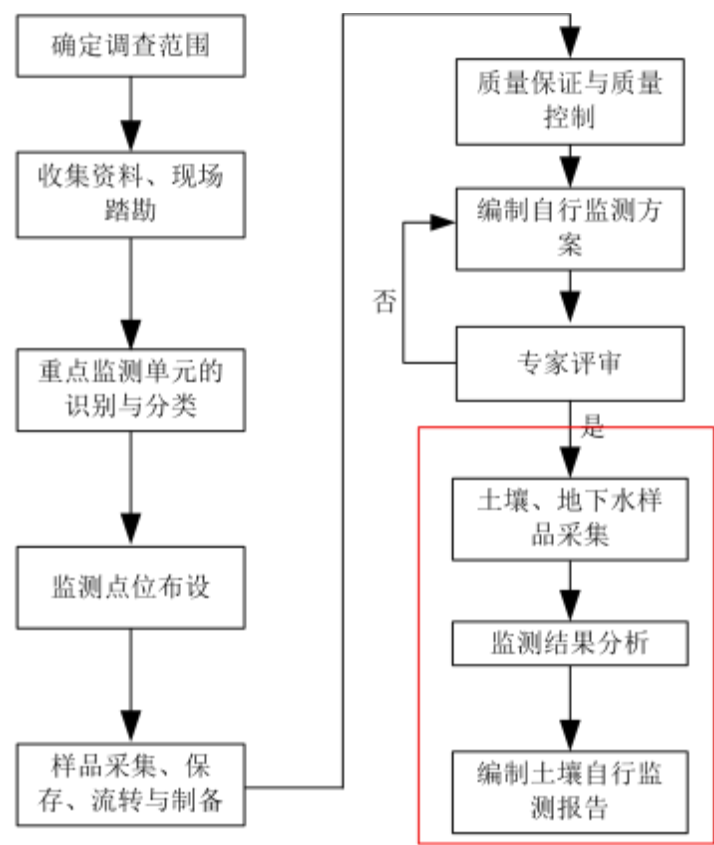 确定调查范围
收集资料、现场
踏勘
重点监测单元的
识别与分类
监测点位布设
样品采集、保
存、流转与制备
质量保证与质量
控制
编制自行监测方
案
否
专家评审
是
土壤、地下水样
品采集
监测结果分析
编制土壤自行监
测报告